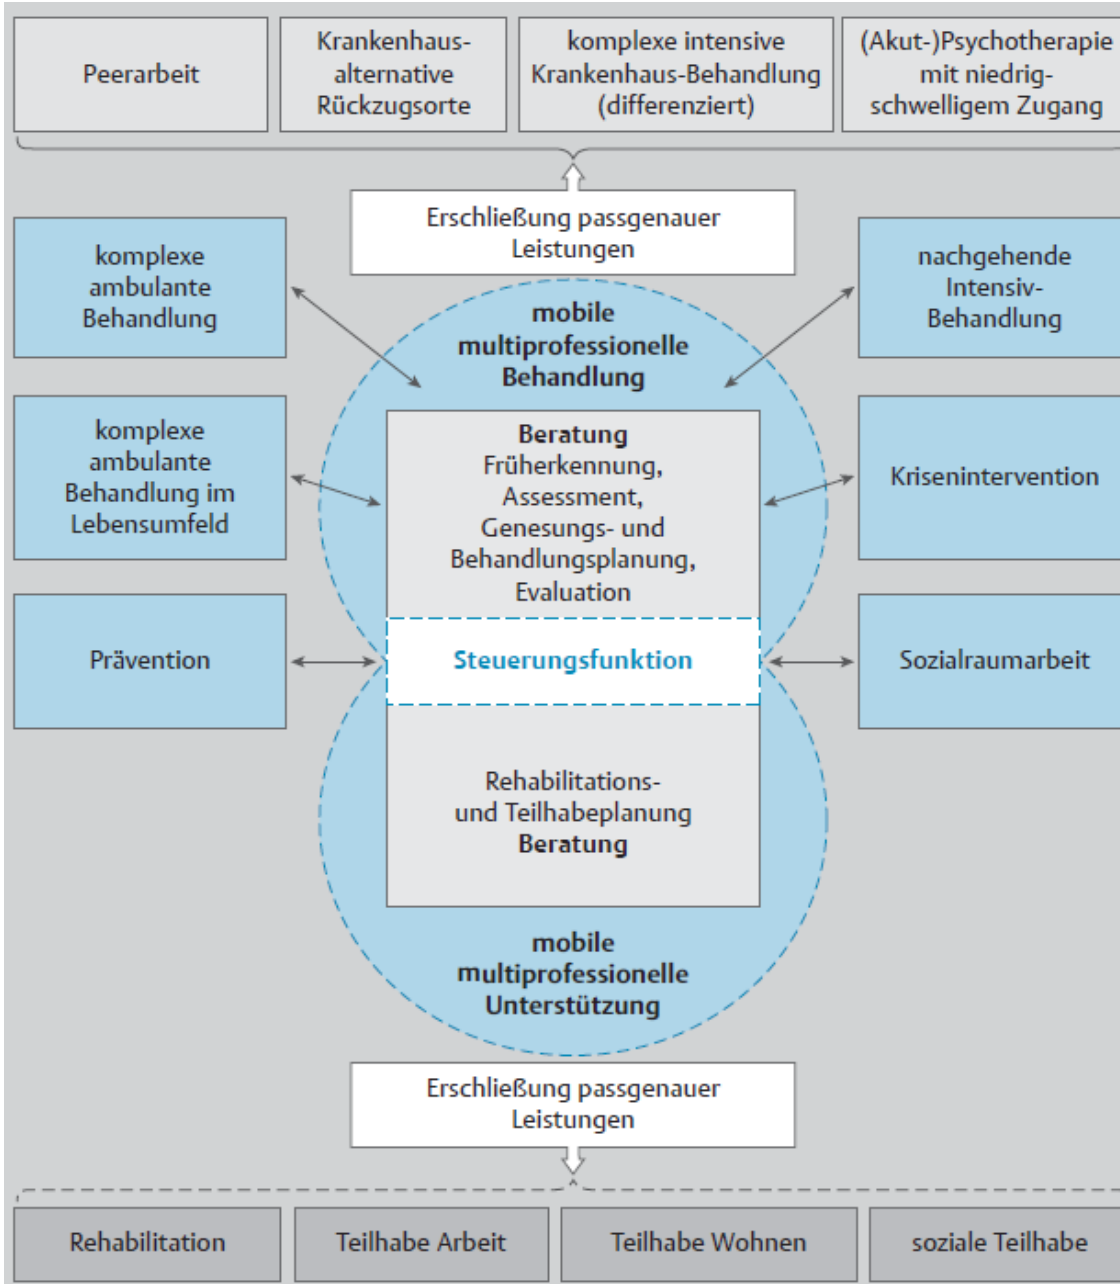 Peerarbeit
Krankenhaus-
alternative
Rückzugsorte
komplexe intensive
Krankenhaus-Behandlung
(differenziert)
(Akut-)Psychotherapie
mit niedrig-
schwelligem Zugang
Erschließung passgenauer
Leistungen
komplexe
ambulante
Behandlung
mobile
multiprofessionelle
Behandlung
nachgehende
Intensiv-
Behandlung
komplexe
ambulante
Behandlung im
Lebensumfeld
Beratung
Früherkennung,
Assessment,
Genesungs- und
Behandlungsplanung,
Evaluation
Krisenintervention
Prävention
Steuerungsfunktion
Sozialraumarbeit
Rehabilitations-
und Teilhabeplanung
Beratung
mobile
multiprofessionelle
Unterstützung
Erschließung passgenauer
Leistungen
Rehabilitation
Teilhabe Arbeit
Teilhabe Wohnen
soziale Teilhabe